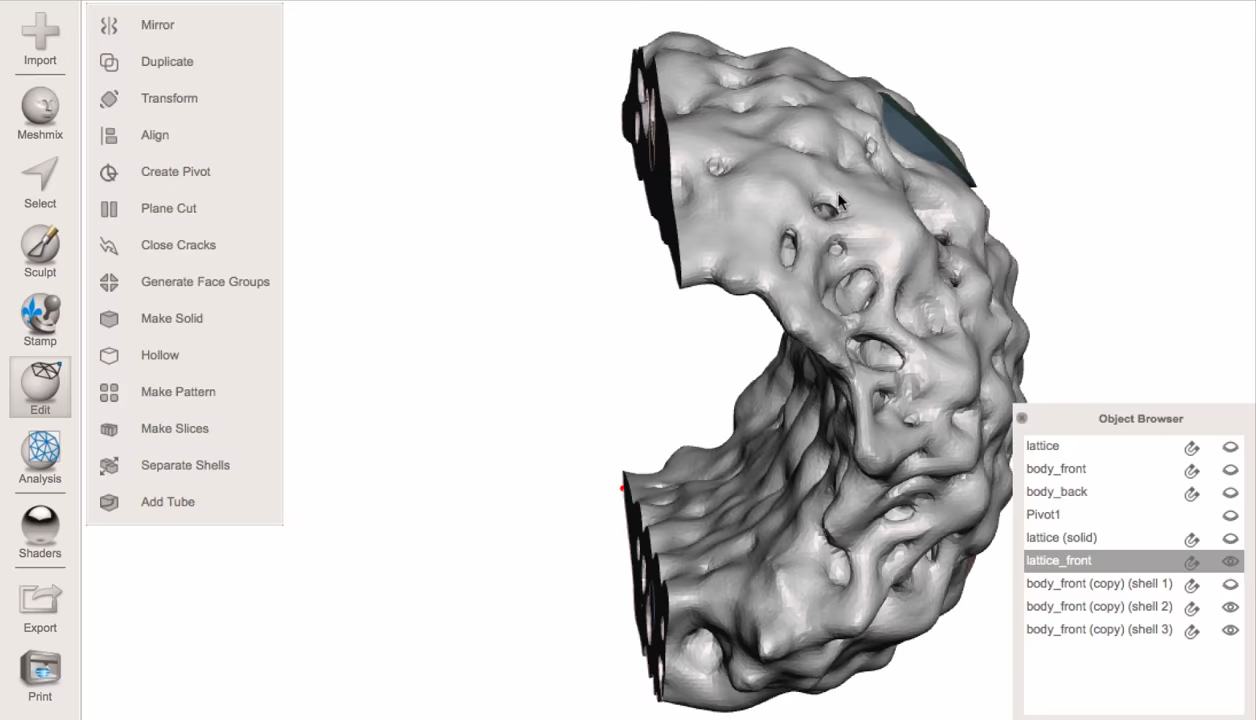 Import
Meshmix
Select
Sculpt
Stamp
Edit
Analysis
Shaders
Export
Print
Mirror
Duplicate
Transform
Align
Create Pivot
Plane Cut
Close Cracks
Generate Face Groups
Make Solid
Hollow
Make Pattern
Make Slices
Separate Shells
Add Tube
Object Browser
lattice
body_front
body_back
Pivot1
lattice (solid)
lattice_front
body_front (copy) (shell 1)
body_front (copy) (shell 2)
body_front (copy) (shell 3)